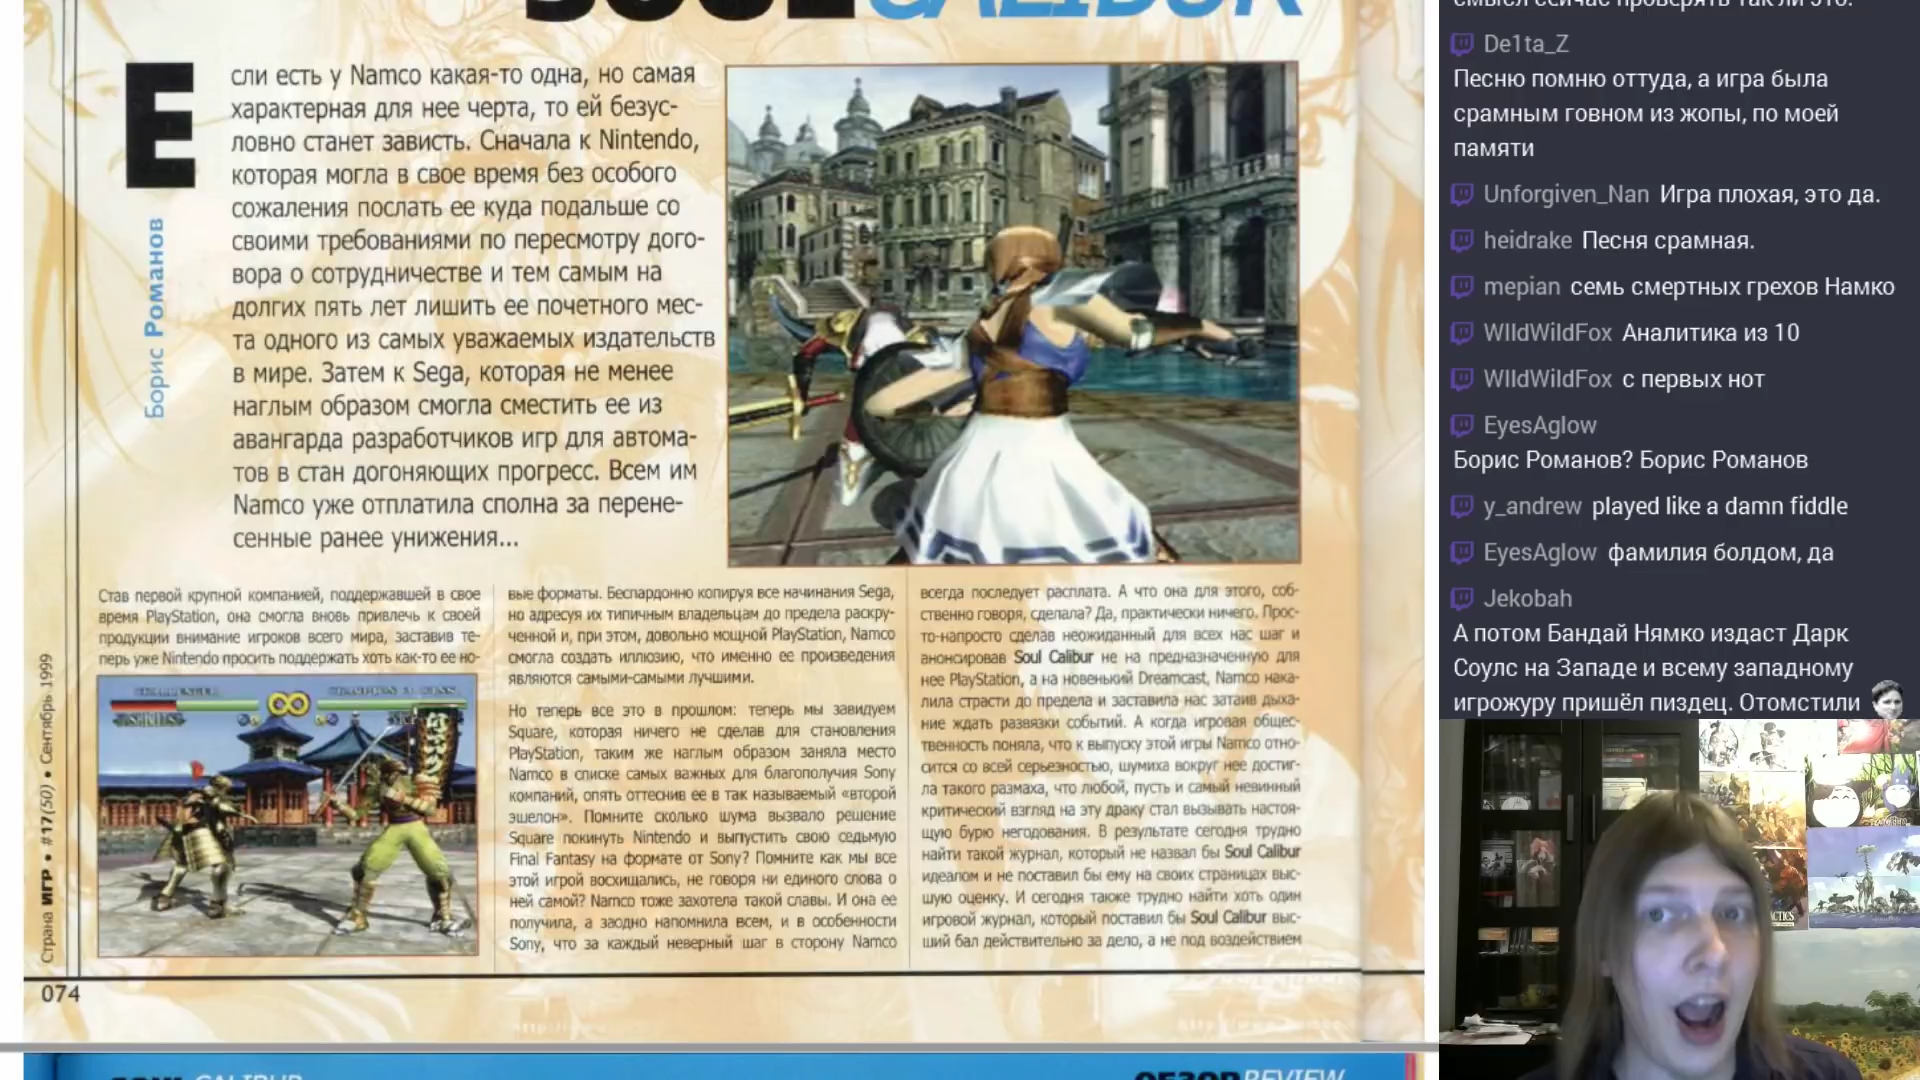 SOUL CALIBUR
Если есть у Namco какая-то одна, но самая
характерная для нее черта, то ей безус-
ловно станет зависть. Сначала к Nintendo,
которая могла в свое время без особого
сожаления послать ее куда подальше со
своими требованиями по пересмотру дого-
вора о сотрудничестве и тем самым на
долгих пять лет лишить ее почетного мес-
та одного из самых уважаемых издательств
в мире. Затем к Sega, которая не менее
наглым образом смогла сместить ее из
авангарда разработчиков игр для автома-
тов в стан догоняющих прогресс. Всем им
Namco уже отплатила сполна за перене-
сенные ранее унижения...
Борис Романов
Став первой крупной компанией, поддержавшей в свое
время PlayStation, она смогла вновь привлечь к своей
продукции внимание игроков всего мира, заставив те-
перь уже Nintendo просить поддержать хоть как-то ее но-
вые форматы. Беспардонно копируя все начинания Sega,
но адресуя их типичным владельцам до предела раскру-
ченной и, при этом, довольно мощной PlayStation, Namco
смогла создать иллюзию, что именно ее произведения
являются самыми-самыми лучшими.
Но теперь все это в прошлом: теперь мы завидуем
Square, которая ничего не сделав для становления
PlayStation, таким же наглым образом заняла место
Namco в списке самых важных для благополучия Sony
компаний, опять оттеснив ее в так называемый «второй
эшелон». Помните сколько шума вызвало решение
Square покинуть Nintendo и выпустить свою седьмую
Final Fantasy на формате от Sony? Помните как мы все
этой игрой восхищались, не говоря ни единого слова о
ней самой? Namco тоже захотела такой славы. И она ее
получила, а заодно напомнила всем, и в особенности
Sony, что за каждый неверный шаг в сторону Namco
всегда последует расплата. А что она для этого, соб-
ственно говоря, сделала? Да, практически ничего. Прос-
то-напросто сделав неожиданный для всех нас шаг и
анонсировав Soul Calibur не на предназначенную для
нее PlayStation, а на новенький Dreamcast, Namco нака-
лила страсти до предела и заставила нас затаив дыха-
ние ждать развязки событий. А когда игровая общес-
твенность поняла, что к выпуску этой игры Namco отно-
сится со всей серьезностью, шумиха вокруг нее достиг-
ла такого размаха, что любой, пусть и самый невинный
критический взгляд на эту драку стал вызывать настоя-
щую бурю негодования. В результате сегодня трудно
найти такой журнал, который не назвал бы Soul Calibur
идеалом и не поставил бы ему на своих страницах выс-
шую оценку. И сегодня также трудно найти хоть один
игровой журнал, который поставил бы Soul Calibur выс-
ший бал действительно за дело, а не под воздействием
CHALLENGER
Страна ИГР • #17(50) • Сентябрь 1999
074
SOUL CALIBUR
ОБЗОР REVIEW
смысл сейчас проверять так ли это.
De1ta_Z
Песню помню оттуда, а игра была
срамным говном из жопы, по моей
памяти
Unforgiven_Nan Игра плохая, это да.
heidrake Песня срамная.
mepian семь смертных грехов Намко
WIldWildFox Аналитика из 10
WIldWildFox с первых нот
EyesAglow
Борис Романов? Борис Романов
y_andrew played like a damn fiddle
EyesAglow фамилия болдом, да
Jekobah
А потом Бандай Нямко издаст Дарк
Соулс на Западе и всему западному
игрожуру пришёл пиздец. Отомстили